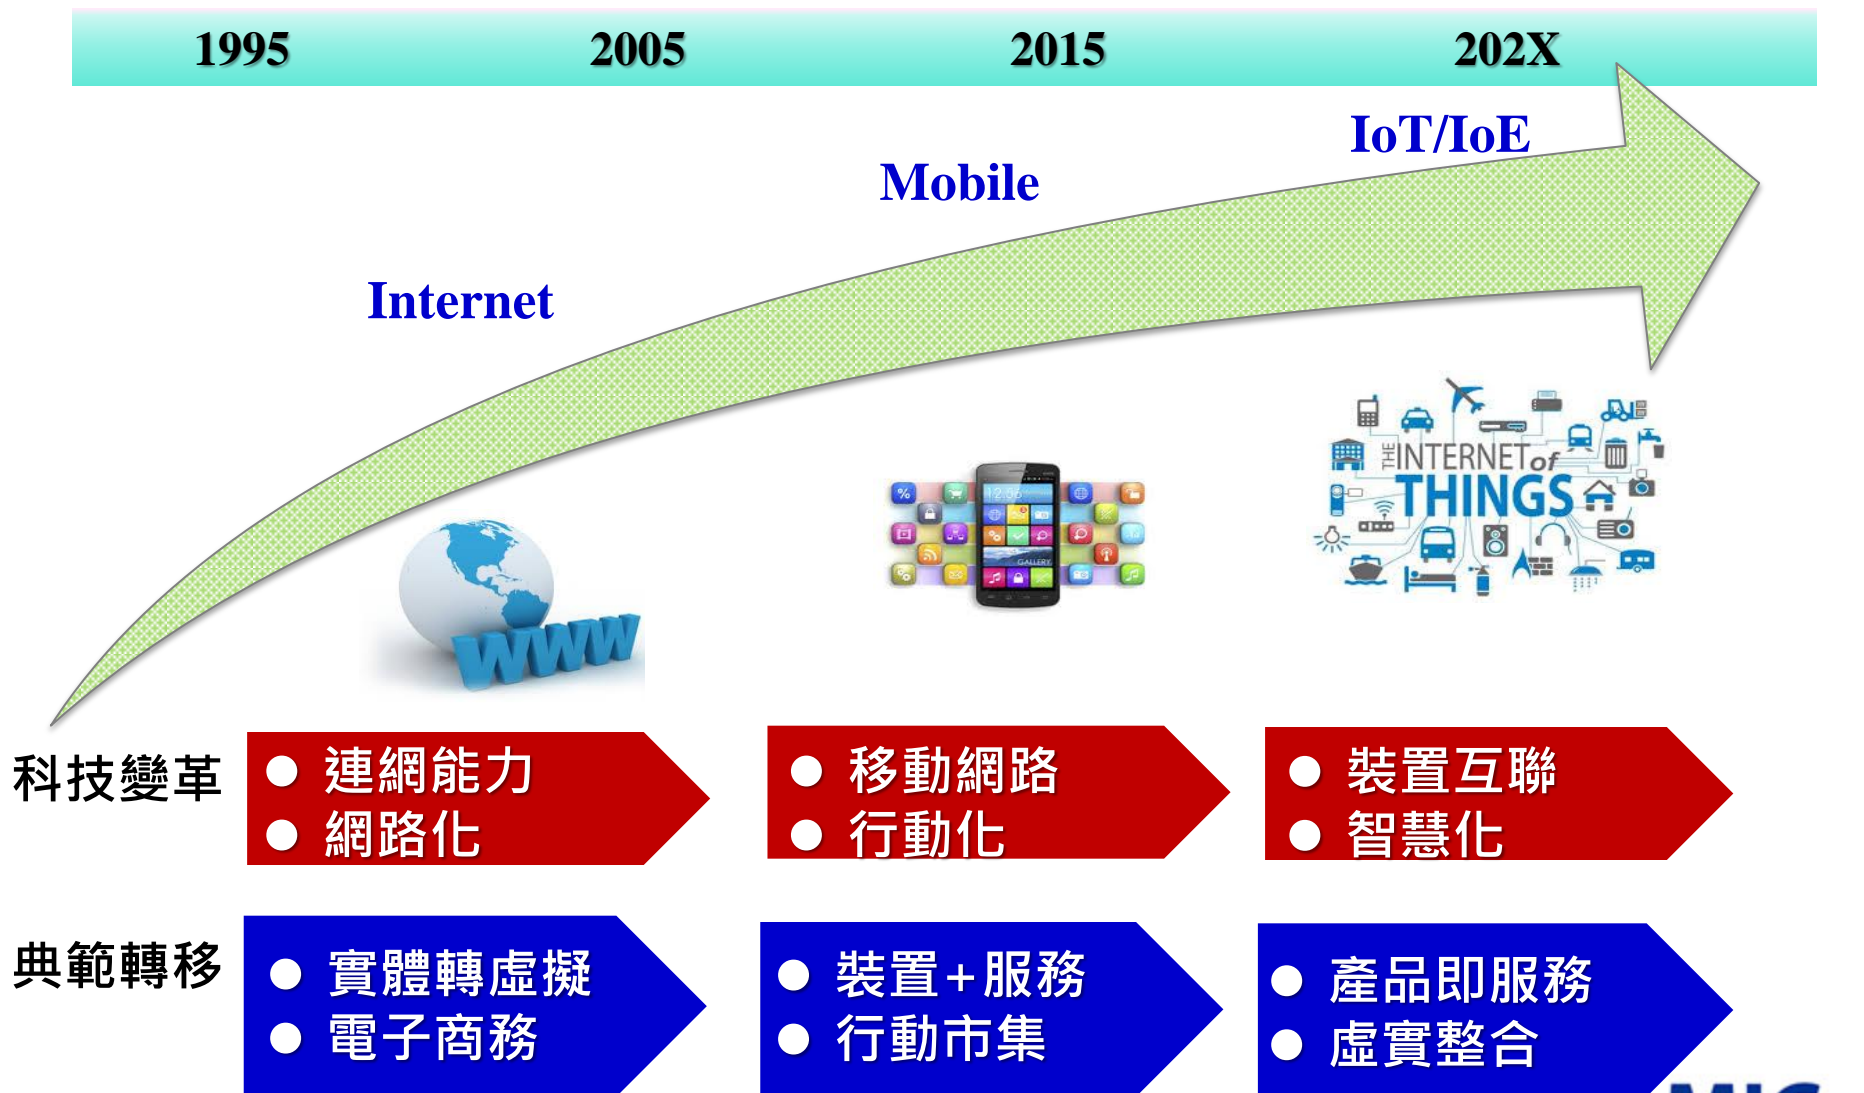 1995 2005 2015 202X
IoT/IoE
Mobile
Internet
THE INTERNET of
THINGS
12:56
GALLERY
WWW
科技變革
● 連網能力
● 網路化
● 移動網路
● 行動化
● 裝置互聯
● 智慧化
典範轉移
● 實體轉虛擬
● 電子商務
● 裝置+服務
● 行動市集
● 產品即服務
● 虛實整合